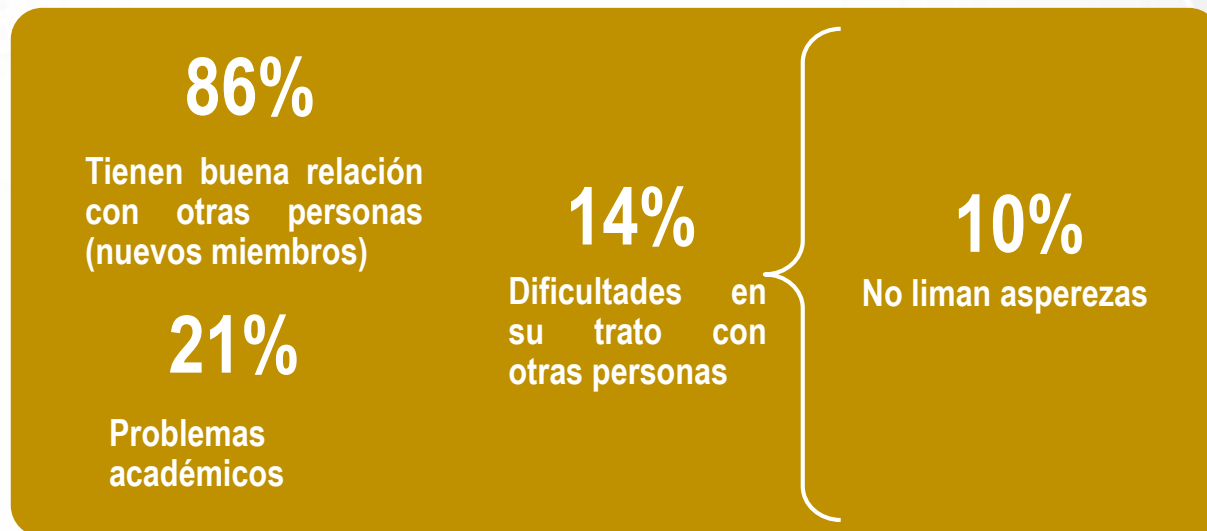 86%
Tienen buena relación
con otras personas
(nuevos miembros)
21%
Problemas
académicos
14%
Dificultades en
su trato con
otras personas
10%
No liman asperezas